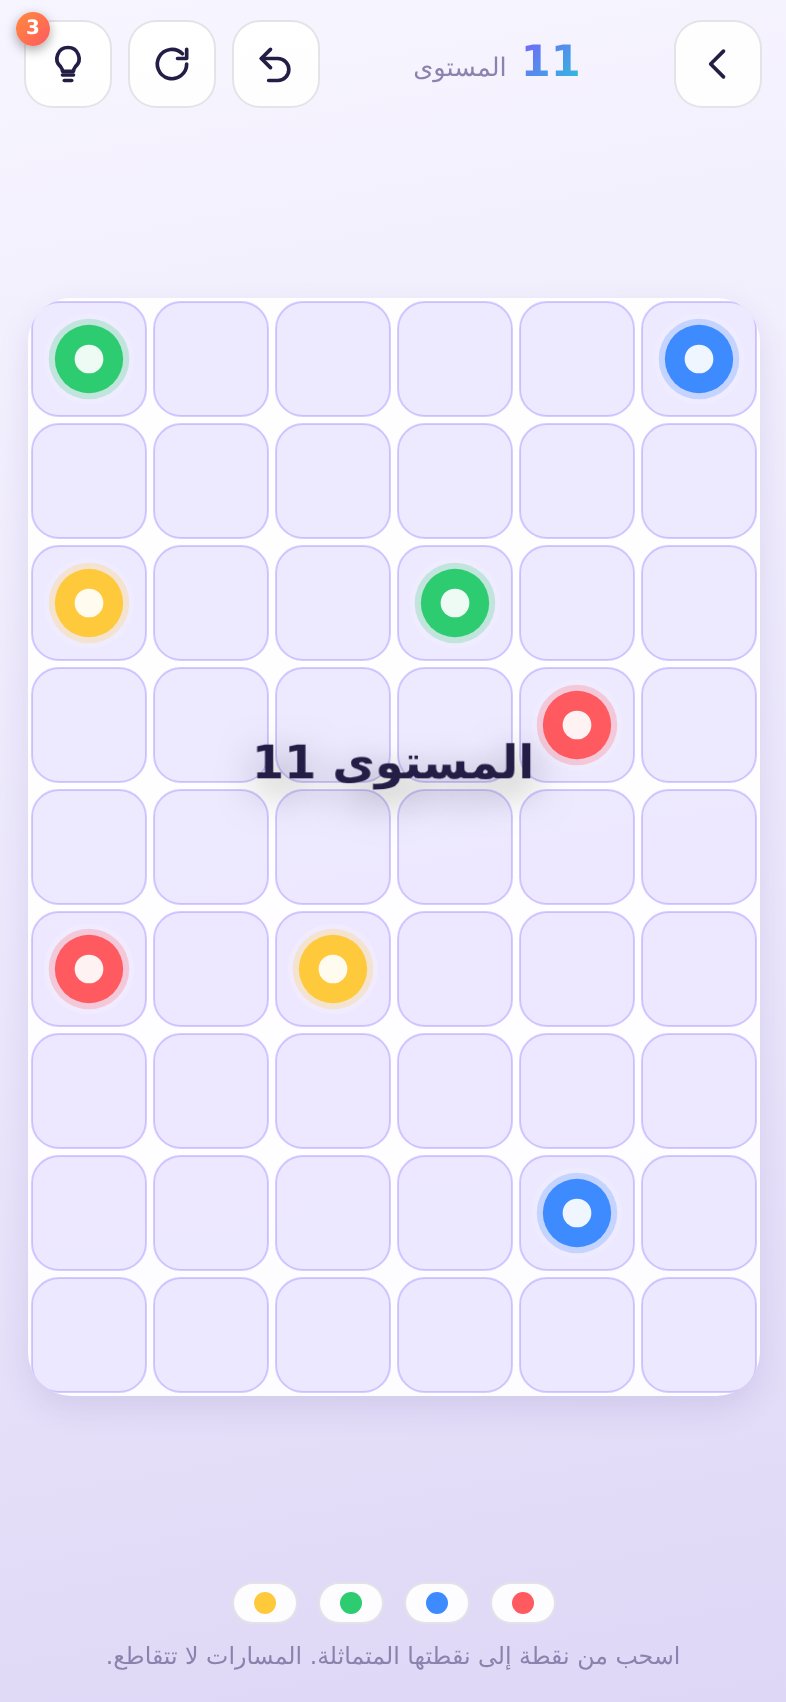 3
المستوى 11
المستوى 11
اسحب من نقطة إلى نقطتها المتماثلة. المسارات لا تتقاطع.